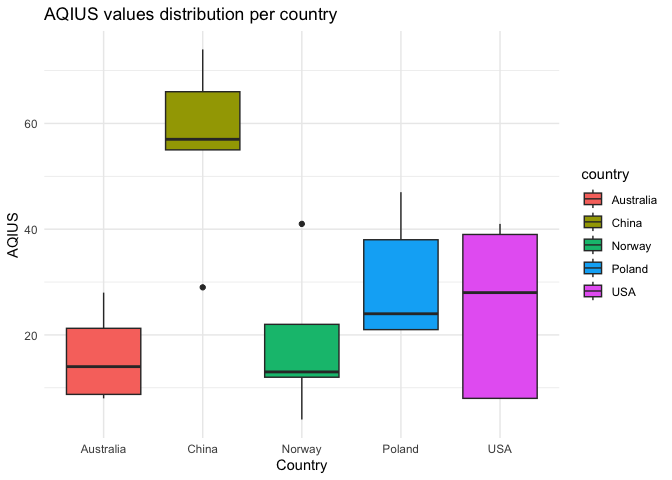 AQIUS values distribution per country
60
40
20
AQIUS
Australia
China
Norway
Poland
USA
Country
country
Australia
China
Norway
Poland
USA